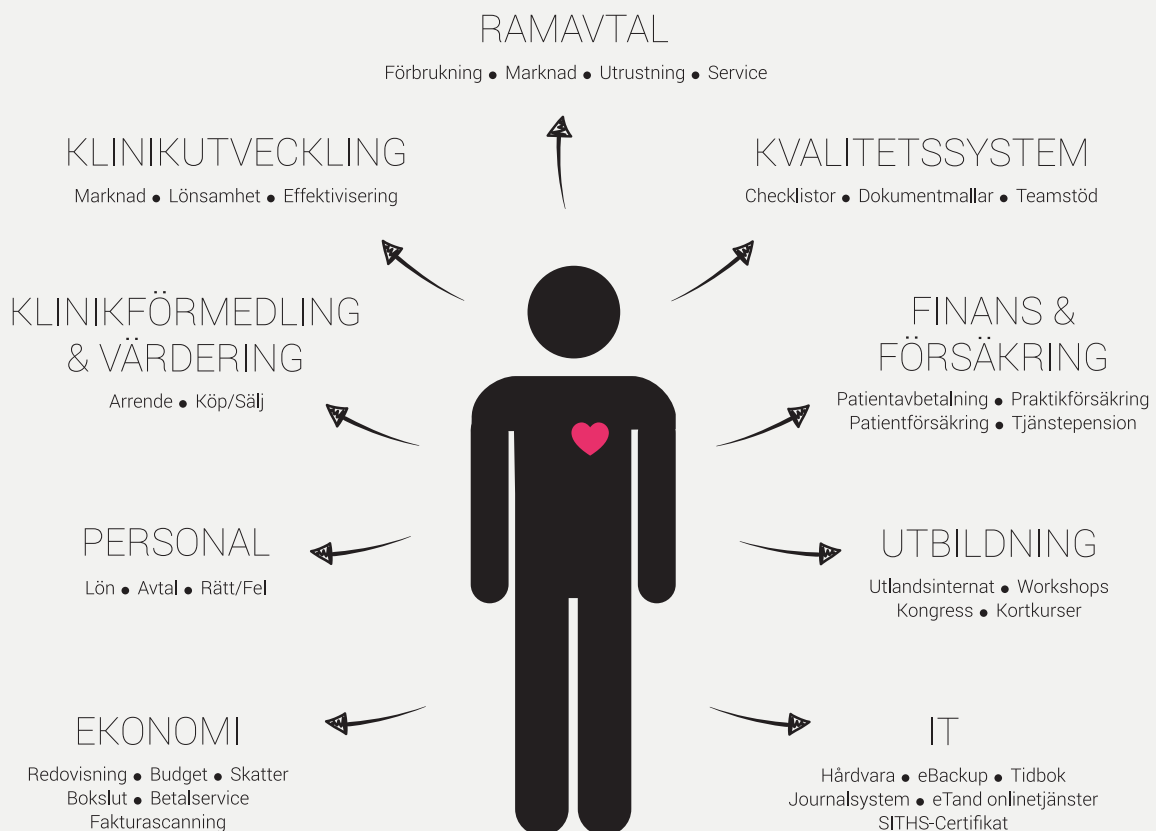 RAMAVTAL
Förbrukning • Marknad • Utrustning • Service
KLINIKUTVECKLING
Marknad • Lönsamhet • Effektivisering
KVALITETSSYSTEM
Checklistor • Dokumentmallar • Teamstöd
KLINIKFÖRMEDLING
& VÄRDERING
Arrende • Köp/Sälj
FINANS &
FÖRSÄKRING
Patientavbetalning • Praktikförsäkring
Patientförsäkring • Tjänstepension
PERSONAL
Lön • Avtal • Rätt/Fel
UTBILDNING
Utlandsinternat • Workshops
Kongress • Kortkurser
EKONOMI
Redovisning • Budget • Skatter
Bokslut • Betalservice
Fakturascanning
IT
Hårdvara • eBackup • Tidbok
Journalsystem • eTand onlinetjänster
SITHS-Certifikat